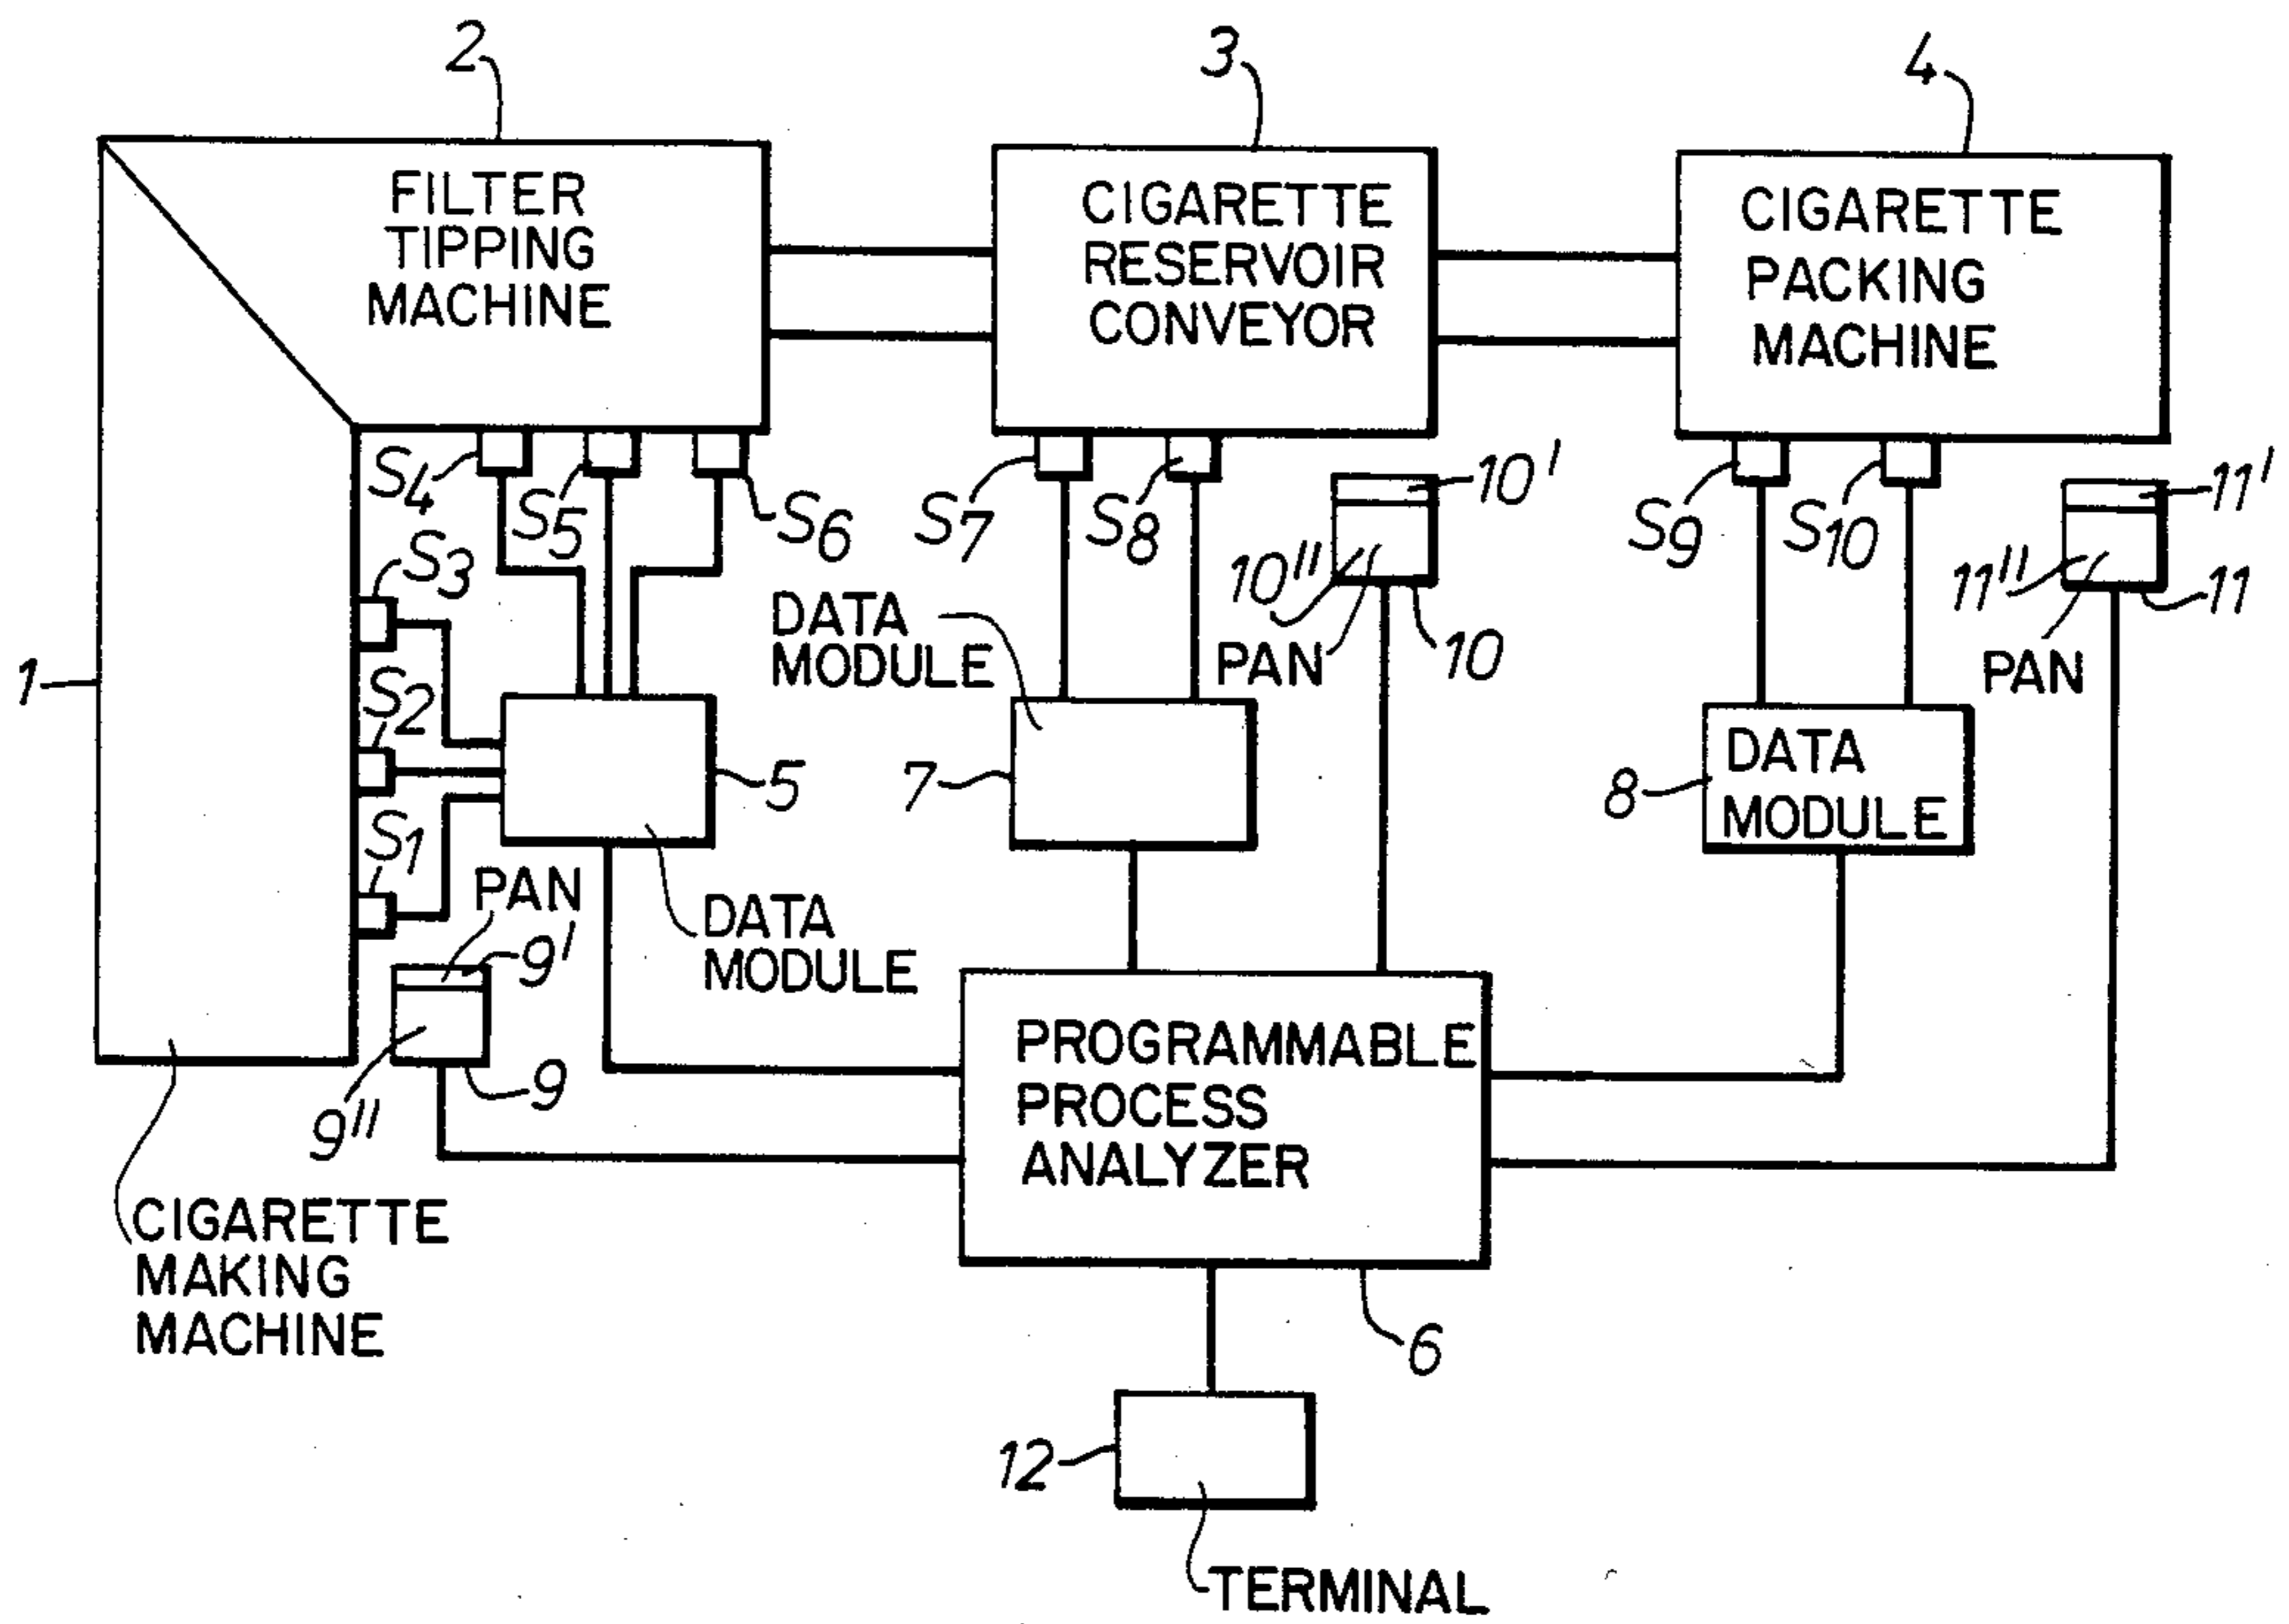 2
3
4
FILTER
TIPPING
MACHINE
CIGARETTE
RESERVOIR
CONVEYOR
CIGARETTE
PACKING
MACHINE
S4
S5
S6
S7
S8
10'
S9
S10
11'
S3
10"
11"
11
DATA
MODULE
PAN
10
PAN
1
S2
5
7
8
DATA
MODULE
S1
PAN
9'
DATA
MODULE
9"
9
PROGRAMMABLE
PROCESS
ANALYZER
CIGARETTE
MAKING
MACHINE
6
12
TERMINAL